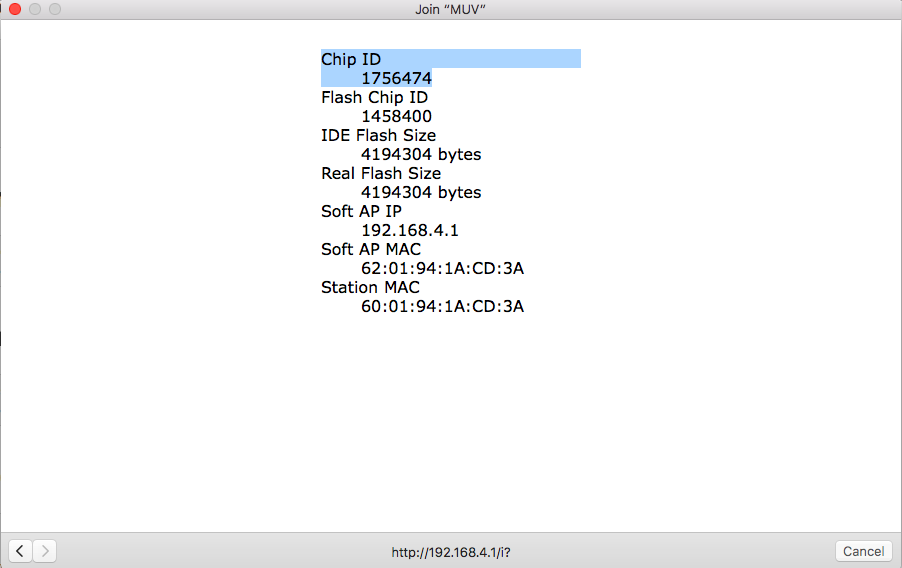 Join “MUV”
Chip ID
1756474
Flash Chip ID
1458400
IDE Flash Size
4194304 bytes
Real Flash Size
4194304 bytes
Soft AP IP
192.168.4.1
Soft AP MAC
62:01:94:1A:CD:3A
Station MAC
60:01:94:1A:CD:3A
http://192.168.4.1/i?
Cancel